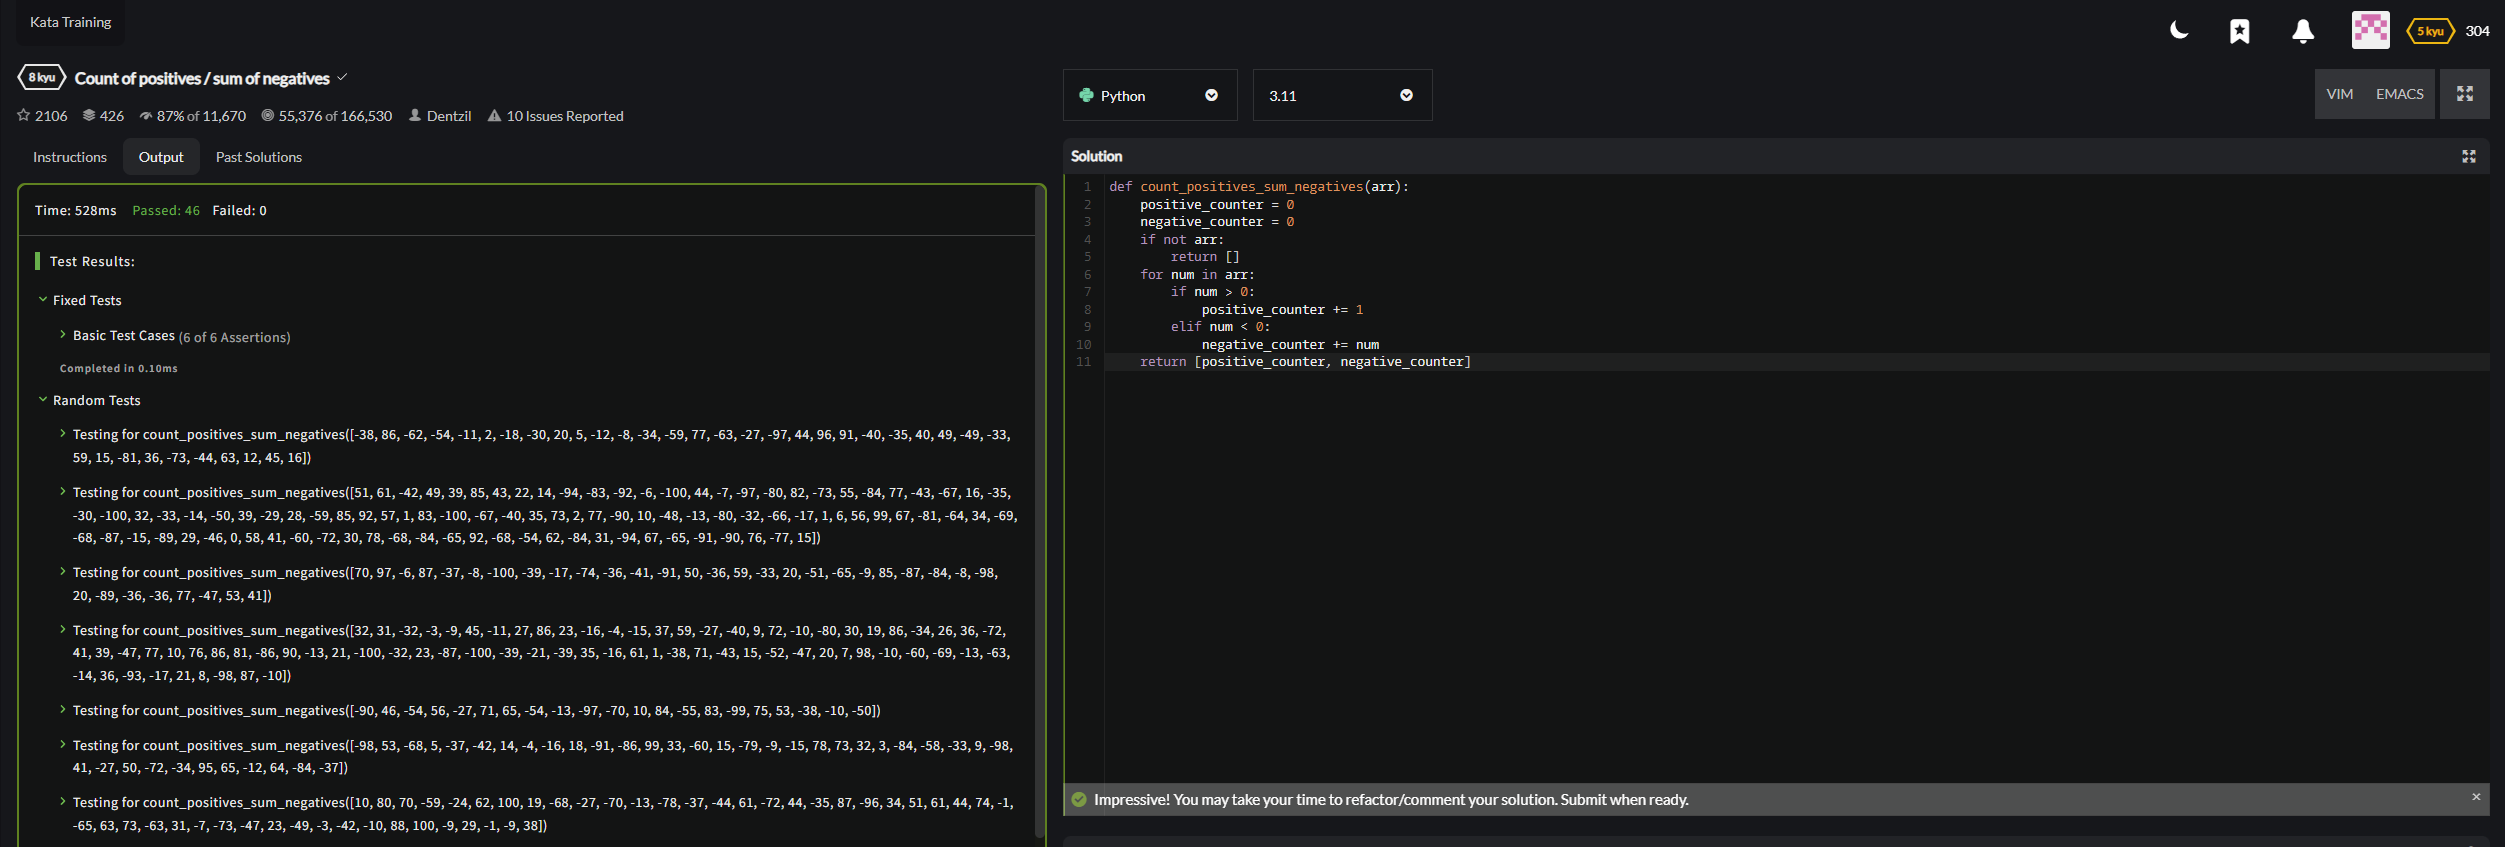 Kata Training
5 kyu 304
8 kyu Count of positives / sum of negatives
2106 426 87% of 11,670 55,376 of 166,530 Dentzil 10 Issues Reported
Instructions Output Past Solutions
Time: 528ms Passed: 46 Failed: 0
Test Results:
Fixed Tests
Basic Test Cases (6 of 6 Assertions)
Completed in 0.10ms
Random Tests
Testing for count_positives_sum_negatives([-38, 86, -62, -54, -11, 2, -18, -30, 20, 5, -12, -8, -34, -59, 77, -63, -27, -97, 44, 96, 91, -40, -35, 40, 49, -49, -33,
59, 15, -81, 36, -73, -44, 63, 12, 45, 16])
Testing for count_positives_sum_negatives([51, 61, -42, 49, 39, 85, 43, 22, 14, -94, -83, -92, -6, -100, 44, -7, -97, -80, 82, -73, 55, -84, 77, -43, -67, 16, -35,
-30, -100, 32, -33, -14, -50, 39, -29, 28, -59, 85, 92, 57, 1, 83, -100, -67, -40, 35, 73, 2, 77, -90, 10, -48, -13, -80, -32, -66, -17, 1, 6, 56, 99, 67, -81, -64, 34, -69,
-68, -87, -15, -89, 29, -46, 0, 58, 41, -60, -72, 30, 78, -68, -84, -65, 92, -68, -54, 62, -84, 31, -94, 67, -65, -91, -90, 76, -77, 15])
Testing for count_positives_sum_negatives([70, 97, -6, 87, -37, -8, -100, -39, -17, -74, -36, -41, -91, 50, -36, 59, -33, 20, -51, -65, -9, 85, -87, -84, -8, -98,
20, -89, -36, -36, 77, -47, 53, 41])
Testing for count_positives_sum_negatives([32, 31, -32, -3, -9, 45, -11, 27, 86, 23, -16, -4, -15, 37, 59, -27, -40, 9, 72, -10, -80, 30, 19, 86, -34, 26, 36, -72,
41, 39, -47, 77, 10, 76, 86, 81, -86, 90, -13, 21, -100, -32, 23, -87, -100, -39, -21, -39, 35, -16, 61, 1, -38, 71, -43, 15, -52, -47, 20, 7, 98, -10, -60, -69, -13, -63,
-14, 36, -93, -17, 21, 8, -98, 87, -10])
Testing for count_positives_sum_negatives([-90, 46, -54, 56, -27, 71, 65, -54, -13, -97, -70, 10, 84, -55, 83, -99, 75, 53, -38, -10, -50])
Testing for count_positives_sum_negatives([-98, 53, -68, 5, -37, -42, 14, -4, -16, 18, -91, -86, 99, 33, -60, 15, -79, -9, -15, 78, 73, 32, 3, -84, -58, -33, 9, -98,
41, -27, 50, -72, -34, 95, 65, -12, 64, -84, -37])
Testing for count_positives_sum_negatives([10, 80, 70, -59, -24, 62, 100, 19, -68, -27, -70, -13, -78, -37, -44, 61, -72, 44, -35, 87, -96, 34, 51, 61, 44, 74, -1,
-65, 63, 73, -63, 31, -7, -73, -47, 23, -49, -3, -42, -10, 88, 100, -9, 29, -1, -9, 38])
Python 3.11 VIM EMACS
Solution
1 def count_positives_sum_negatives(arr):
2     positive_counter = 0
3     negative_counter = 0
4     if not arr:
5         return []
6     for num in arr:
7         if num > 0:
8             positive_counter += 1
9         elif num < 0:
10             negative_counter += num
11     return [positive_counter, negative_counter]
Impressive! You may take your time to refactor/comment your solution. Submit when ready. ×